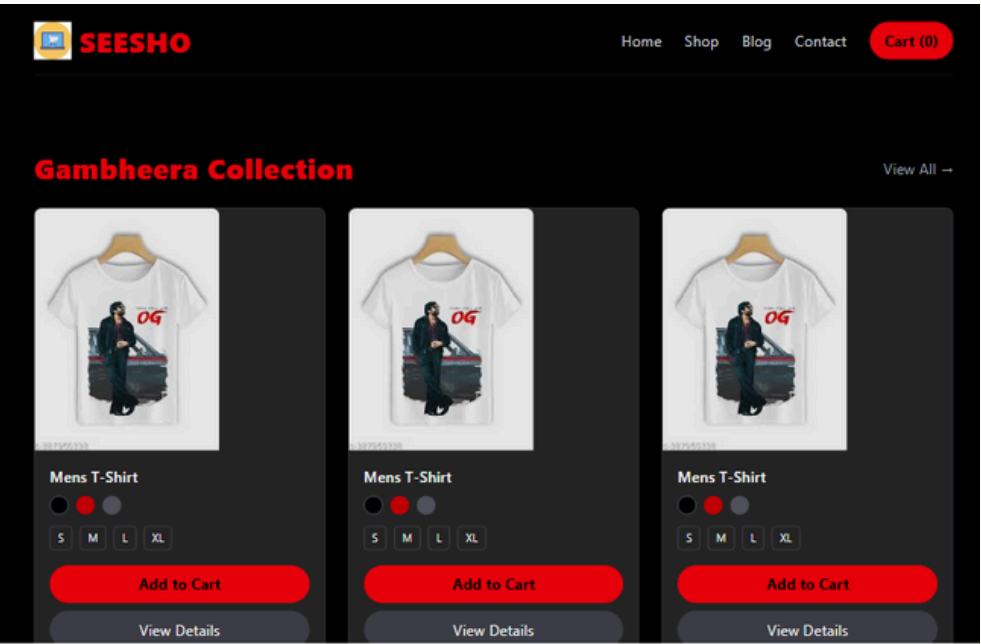 SEESHO
Home Shop Blog Contact Cart (0)
Gambheera Collection
View All →
OG OG OG
Mens T-Shirt Mens T-Shirt Mens T-Shirt
S M L XL S M L XL S M L XL
Add to Cart Add to Cart Add to Cart
View Details View Details View Details